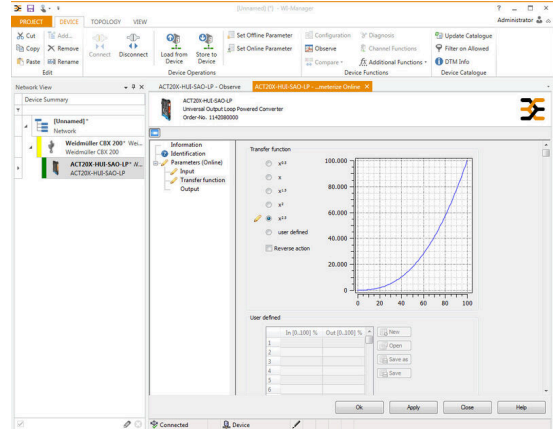 [Unnamed] [*] - WI-Manager
PROJECT DEVICE TOPOLOGY VIEW
Administrator
Cut Add...
Copy Remove
Paste Rename
Edit
Connect Disconnect
Load from Device
Store to Device
Set Offline Parameter
Set Online Parameter
Device Operations
Configuration Diagnosis
Observe Channel Functions
Compare Additional Functions
Device Functions
Update Catalogue
Filter on Allowed
DTM Info
Device Catalogue
Network View
Device Summary
[Unnamed]*
Network
Weidmüller CBX 200* Wei...
Weidmüller CBX 200
ACT20X-HUI-SAO-LP*
ACT20X-HUI-SAO-LP
ACT20X-HUI-SAO-LP - Observe ACT20X-HUI-SAO-LP - ...meterize Online
ACT20X-HUI-SAO-LP
Universal Output Loop Powered Converter
Order-No. 1142080000
Information
Identification
Parameters (Online)
Input
Transfer function
Output
Transfer function
x
user defined
Reverse action
100.000
80.000
60.000
40.000
20.000
0
0 20 40 60 80 100
User defined
In [0..100] % Out [0..100] %
1
2
3
4
5
6
New
Open
Save as
Save
Ok Apply Close Help
Connected Device